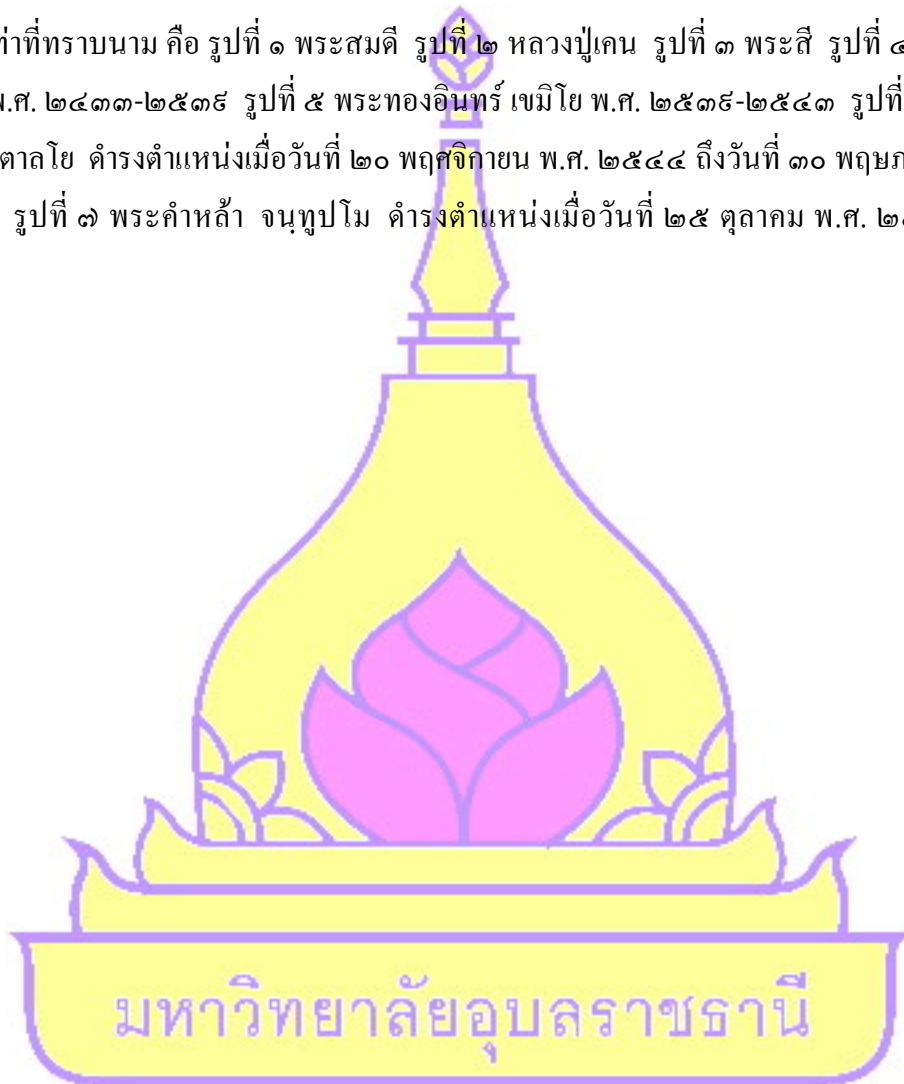 ท่าที่ทราบนาม คือ รูปที่ ๑ พระสมดี รูปที่ ๒ หลวงปู่เคน รูปที่ ๓ พระสี รูปที่ ๔
พ.ศ. ๒๔๓๓-๒๕๓๙ รูปที่ ๕ พระทองอินทร์ เขมิโย พ.ศ. ๒๕๓๙-๒๕๔๓ รูปที่
ตาลโย ดำรงตำแหน่งเมื่อวันที่ ๒๐ พฤศจิกายน พ.ศ. ๒๕๔๔ ถึงวันที่ ๓๐ พฤษภ
รูปที่ ๗ พระคำหล้า จนฺทูปโม ดำรงตำแหน่งเมื่อวันที่ ๒๕ ตุลาคม พ.ศ.
มหาวิทยาลัยอุบลราชธานี